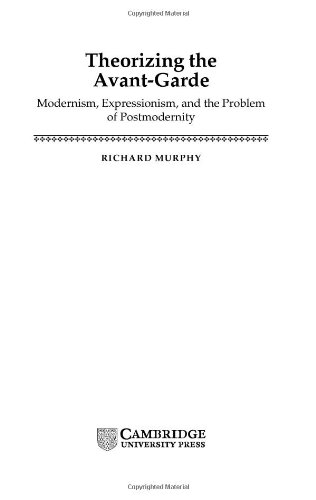 Theorizing the
Avant-Garde
Modernism, Expressionism, and the Problem
of Postmodernity
RICHARD MURPHY
CAMBRIDGE
UNIVERSITY PRESS